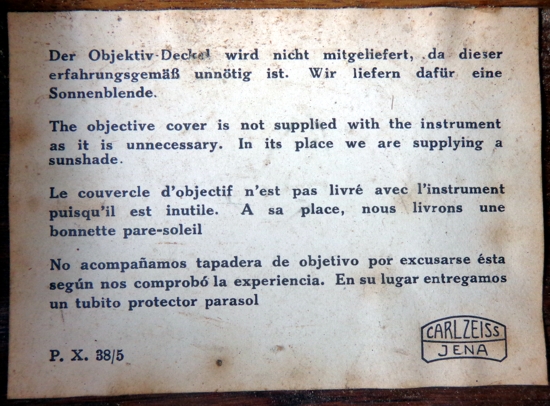 Der Objektiv-Deckel wird nicht mitgeliefert, da dieser
erfahrungsgemäß unnötig ist. Wir liefern dafür eine
Sonnenblende.
The objective cover is not supplied with the instrument
as it is unnecessary. In its place we are supplying a
sunshade.
Le couvercle d'objectif n'est pas livré avec l'instrument
puisqu'il est inutile. A sa place, nous livrons une
bonnette pare-soleil
No acompañamos tapadera de objetivo por excusarse ésta
según nos comprobó la experiencia. En su lugar entregamos
un tubito protector parasol
P. X. 38/5
CARL ZEISS
JENA